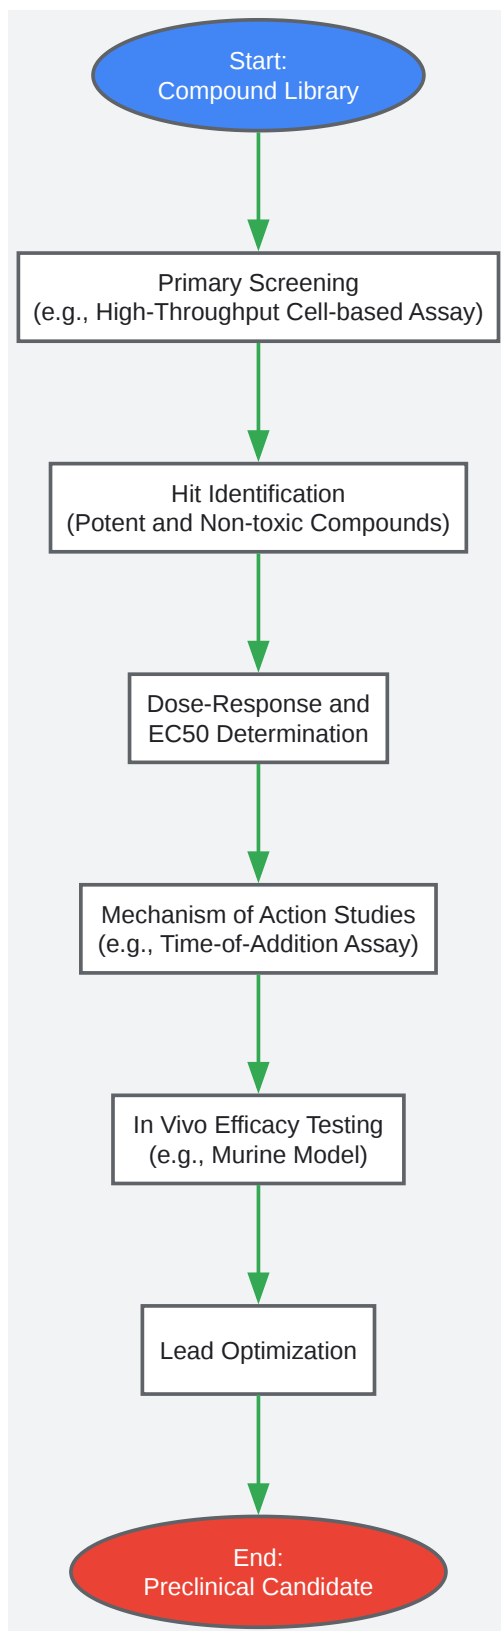 Start:
Compound Library
Primary Screening
(e.g., High-Throughput Cell-based Assay)
Hit Identification
(Potent and Non-toxic Compounds)
Dose-Response and
EC50 Determination
Mechanism of Action Studies
(e.g., Time-of-Addition Assay)
In Vivo Efficacy Testing
(e.g., Murine Model)
Lead Optimization
End:
Preclinical Candidate